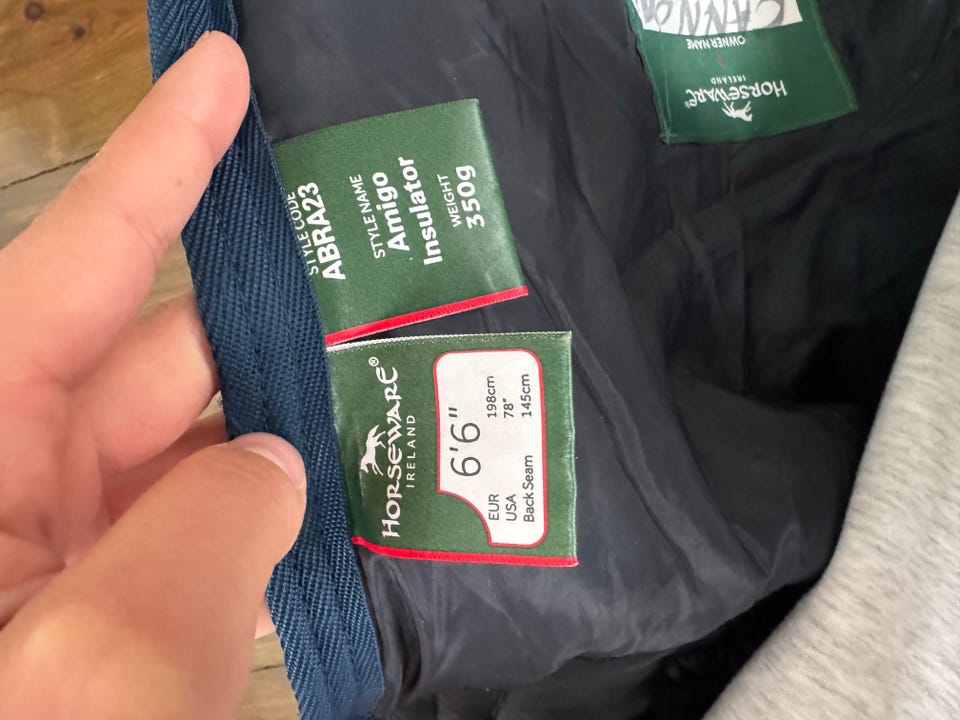 STYLE CODE
ABRA23
STYLE NAME
Amigo
Insulator
WEIGHT
350g
HORSEWARE®
IRELAND
6'6"
EUR 198cm
USA 78"
Back Seam 145cm
HORSEWARE®
IRELAND
OWNER NAME